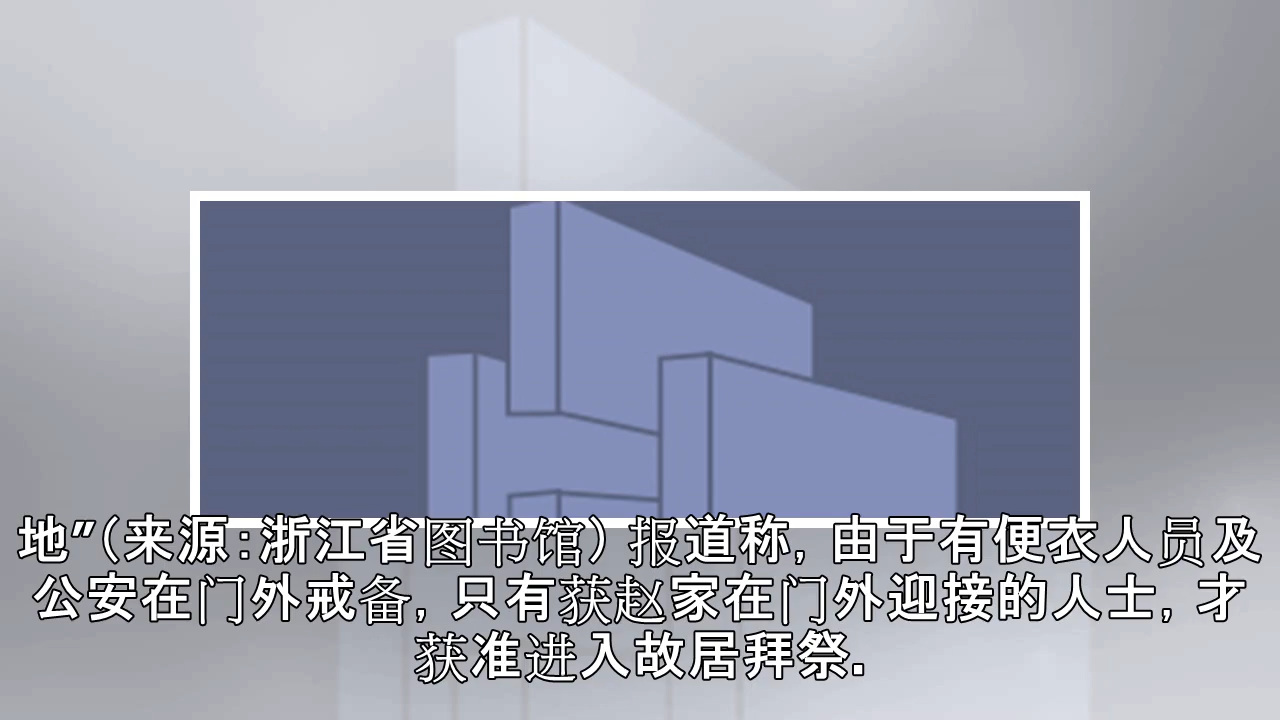 地”（来源：浙江省图书馆）报道称，由于有便衣人员及
公安在门外戒备，只有获赵家在门外迎接的人士，才
获准进入故居拜祭.